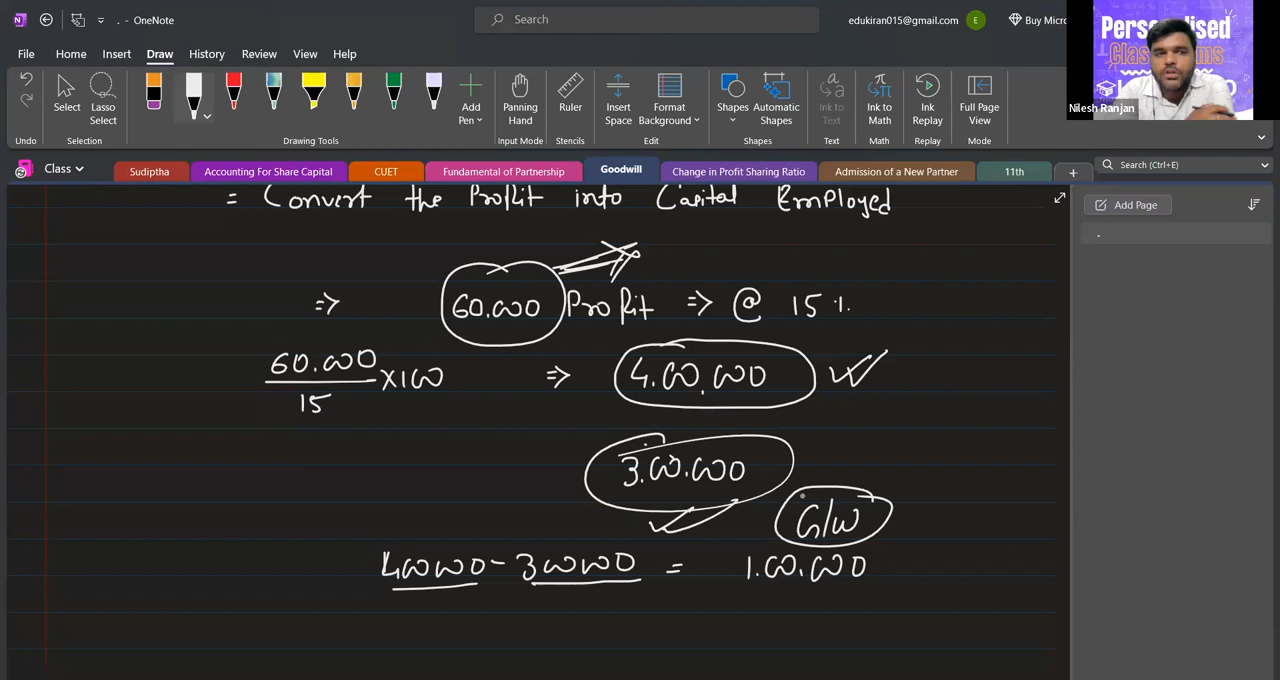 . - OneNote
Search
edukiran015@gmail.com E
Buy Micr
Personalised
Nilesh Ranjan
File Home Insert Draw History Review View Help
Undo
Select
Lasso Select
Add Pen
Panning Hand
Ruler
Insert Space
Format Background
Shapes
Automatic Shapes
Ink to Text
Ink to Math
Ink Replay
Full Page View
Selection
Drawing Tools
Input Mode
Stencils
Edit
Shapes
Math
Replay
Mode
Class
Sudiptha
Accounting For Share Capital
CUET
Fundamental of Partnership
Goodwill
Change in Profit Sharing Ratio
Admission of a New Partner
11th
+
Search (Ctrl+E)
Add Page
.
= Convert the Profit into Capital Employed
⇒ 60.000 Profit ⇒ @ 15 %
60.000 / 15 ×100 ⇒ 4.00.000
3.00.000
G/W
400000 - 300000 = 1.00.000